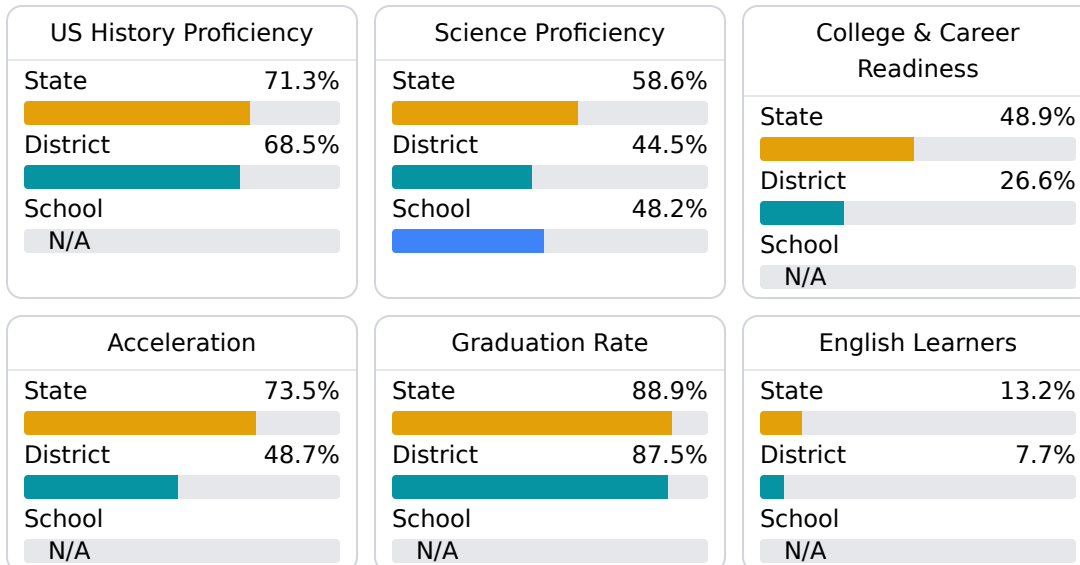 US History Proficiency
State 71.3%
District 68.5%
School
N/A
Science Proficiency
State 58.6%
District 44.5%
School 48.2%
College & Career
Readiness
State 48.9%
District 26.6%
School
N/A
Acceleration
State 73.5%
District 48.7%
School
N/A
Graduation Rate
State 88.9%
District 87.5%
School
N/A
English Learners
State 13.2%
District 7.7%
School
N/A